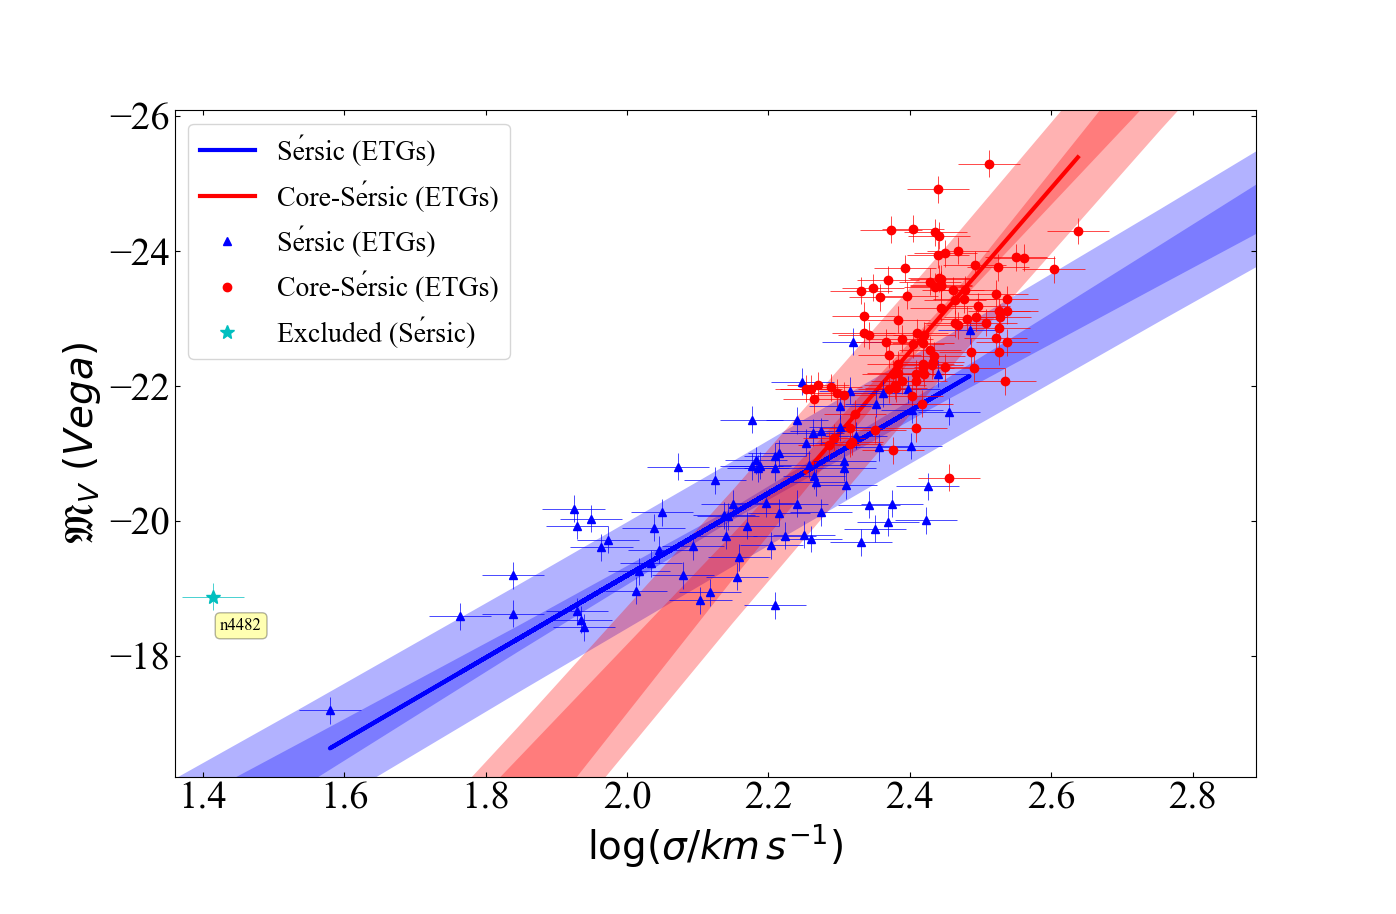 −26
−24
−22
−20
−18
𝔐V (Vega)
Sérsic (ETGs)
Core-Sérsic (ETGs)
Sérsic (ETGs)
Core-Sérsic (ETGs)
Excluded (Sérsic)
n4482
1.4 1.6 1.8 2.0 2.2 2.4 2.6 2.8
log(σ/km s⁻¹)